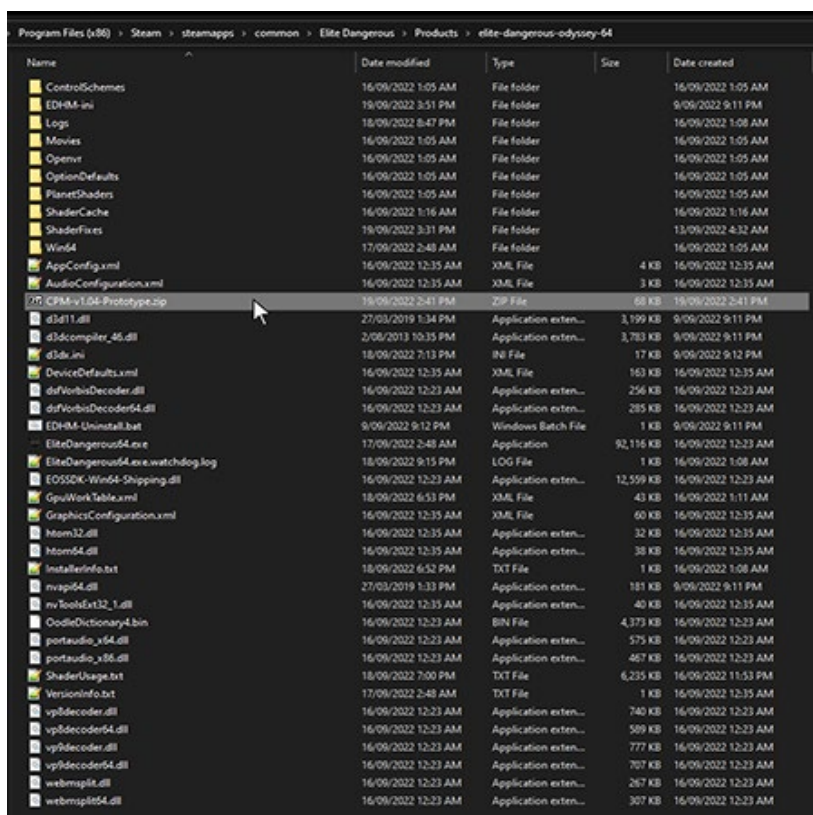 Program Files (x86) > Steam > steamapps > common > Elite Dangerous > Products > elite-dangerous-odyssey-64
Name Date modified Type Size Date created
ControlSchemes 16/09/2022 1:05 AM File folder 16/09/2022 1:05 AM
EDHM-ini 19/09/2022 3:51 PM File folder 9/09/2022 9:11 PM
Logs 18/09/2022 8:47 PM File folder 16/09/2022 1:08 AM
Movies 16/09/2022 1:05 AM File folder 16/09/2022 1:05 AM
Openvr 16/09/2022 1:05 AM File folder 16/09/2022 1:05 AM
OptionDefaults 16/09/2022 1:05 AM File folder 16/09/2022 1:05 AM
PlanetShaders 16/09/2022 1:05 AM File folder 16/09/2022 1:05 AM
ShaderCache 16/09/2022 1:16 AM File folder 16/09/2022 1:16 AM
ShaderFixes 19/09/2022 3:31 PM File folder 13/09/2022 4:32 AM
Win64 17/09/2022 2:48 AM File folder 16/09/2022 1:05 AM
AppConfig.xml 16/09/2022 12:35 AM XML File 4 KB 16/09/2022 12:35 AM
AudioConfiguration.xml 16/09/2022 12:35 AM XML File 3 KB 16/09/2022 12:35 AM
CPM-v1.04-Prototype.zip 19/09/2022 2:41 PM ZIP File 68 KB 19/09/2022 2:41 PM
d3d11.dll 27/03/2019 1:34 PM Application exten... 3,199 KB 9/09/2022 9:11 PM
d3dcompiler_46.dll 2/08/2013 10:35 PM Application exten... 3,783 KB 9/09/2022 9:11 PM
d3dx.ini 18/09/2022 7:13 PM INI File 17 KB 9/09/2022 9:12 PM
DeviceDefaults.xml 16/09/2022 12:35 AM XML File 163 KB 16/09/2022 12:35 AM
dsfVorbisDecoder.dll 16/09/2022 12:23 AM Application exten... 256 KB 16/09/2022 12:23 AM
dsfVorbisDecoder64.dll 16/09/2022 12:23 AM Application exten... 285 KB 16/09/2022 12:23 AM
EDHM-Uninstall.bat 9/09/2022 9:12 PM Windows Batch File 1 KB 9/09/2022 9:11 PM
EliteDangerous64.exe 17/09/2022 2:48 AM Application 92,116 KB 16/09/2022 12:23 AM
EliteDangerous64.exe.watchdog.log 18/09/2022 9:15 PM LOG File 1 KB 16/09/2022 1:08 AM
EOSSDK-Win64-Shipping.dll 16/09/2022 12:23 AM Application exten... 12,559 KB 16/09/2022 12:23 AM
GpuWorkTable.xml 18/09/2022 6:53 PM XML File 43 KB 16/09/2022 1:11 AM
GraphicsConfiguration.xml 16/09/2022 12:35 AM XML File 60 KB 16/09/2022 12:35 AM
htom32.dll 16/09/2022 12:35 AM Application exten... 32 KB 16/09/2022 12:35 AM
htom64.dll 16/09/2022 12:35 AM Application exten... 38 KB 16/09/2022 12:35 AM
InstallerInfo.txt 18/09/2022 6:52 PM TXT File 1 KB 16/09/2022 1:08 AM
nvapi64.dll 27/03/2019 1:33 PM Application exten... 181 KB 9/09/2022 9:11 PM
nvToolsExt32_1.dll 16/09/2022 12:35 AM Application exten... 40 KB 16/09/2022 12:35 AM
OodleDictionary4.bin 16/09/2022 12:23 AM BIN File 4,373 KB 16/09/2022 12:23 AM
portaudio_x64.dll 16/09/2022 12:23 AM Application exten... 575 KB 16/09/2022 12:23 AM
portaudio_x86.dll 16/09/2022 12:23 AM Application exten... 467 KB 16/09/2022 12:23 AM
ShaderUsage.txt 18/09/2022 7:00 PM TXT File 6,235 KB 16/09/2022 11:53 PM
VersionInfo.txt 17/09/2022 2:48 AM TXT File 1 KB 16/09/2022 12:35 AM
vp8decoder.dll 16/09/2022 12:23 AM Application exten... 740 KB 16/09/2022 12:23 AM
vp8decoder64.dll 16/09/2022 12:23 AM Application exten... 589 KB 16/09/2022 12:23 AM
vp9decoder.dll 16/09/2022 12:23 AM Application exten... 777 KB 16/09/2022 12:23 AM
vp9decoder64.dll 16/09/2022 12:23 AM Application exten... 707 KB 16/09/2022 12:23 AM
webmsplit.dll 16/09/2022 12:23 AM Application exten... 267 KB 16/09/2022 12:23 AM
webmsplit64.dll 16/09/2022 12:23 AM Application exten... 307 KB 16/09/2022 12:23 AM